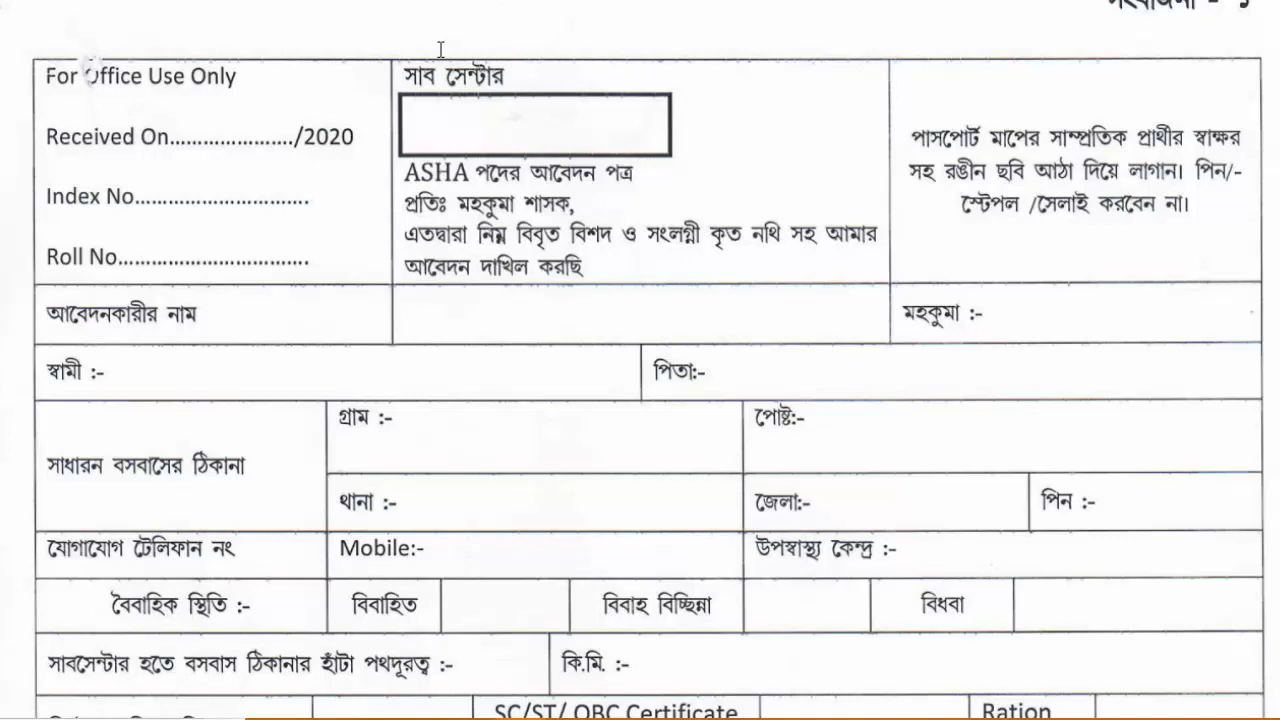 সংযোজনী - ১
For Office Use Only
Received On...................../2020
Index No..............................
Roll No.................................
সাব সেন্টার
ASHA পদের আবেদন পত্র
প্রতিঃ মহকুমা শাসক,
এতদ্বারা নিম্ন বিবৃত বিশদ ও সংলগ্নী কৃত নথি সহ আমার
আবেদন দাখিল করছি
পাসপোর্ট মাপের সাম্প্রতিক প্রার্থীর স্বাক্ষর
সহ রঙীন ছবি আঠা দিয়ে লাগান। পিন/-
স্টেপল /সেলাই করবেন না।
আবেদনকারীর নাম
মহকুমা :-
স্বামী :-
পিতা:-
সাধারন বসবাসের ঠিকানা
গ্রাম :-
পোষ্ট:-
থানা :-
জেলা:-
পিন :-
যোগাযোগ টেলিফান নং
Mobile:-
উপস্বাস্থ্য কেন্দ্র :-
বৈবাহিক স্থিতি :-
বিবাহিত
বিবাহ বিচ্ছিন্না
বিধবা
সাবসেন্টার হতে বসবাস ঠিকানার হাঁটা পথদূরত্ব :-
কি.মি. :-
SC/ST/ OBC Certificate
Ration